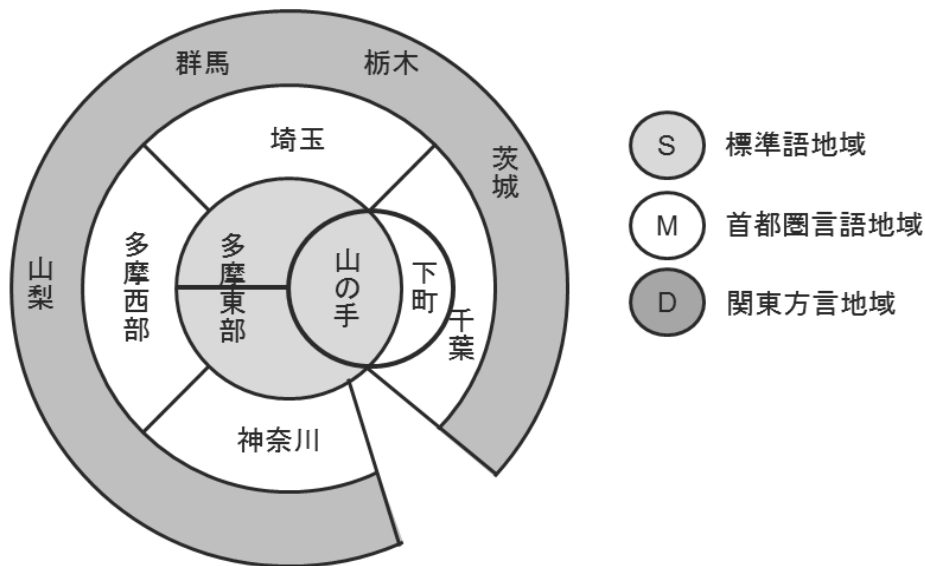 群馬
栃木
埼玉
茨城
山梨
多摩西部
多摩東部
山の手
下町
千葉
神奈川
S 標準語地域
M 首都圏言語地域
D 関東方言地域